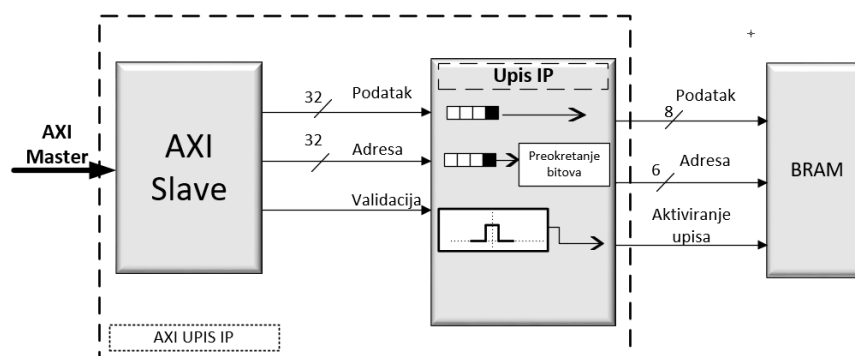 AXI
Master
AXI
Slave
32
Podatak
32
Adresa
Validacija
Upis IP
Preokretanje
bitova
8
Podatak
6
Adresa
Aktiviranje
upisa
BRAM
AXI UPIS IP